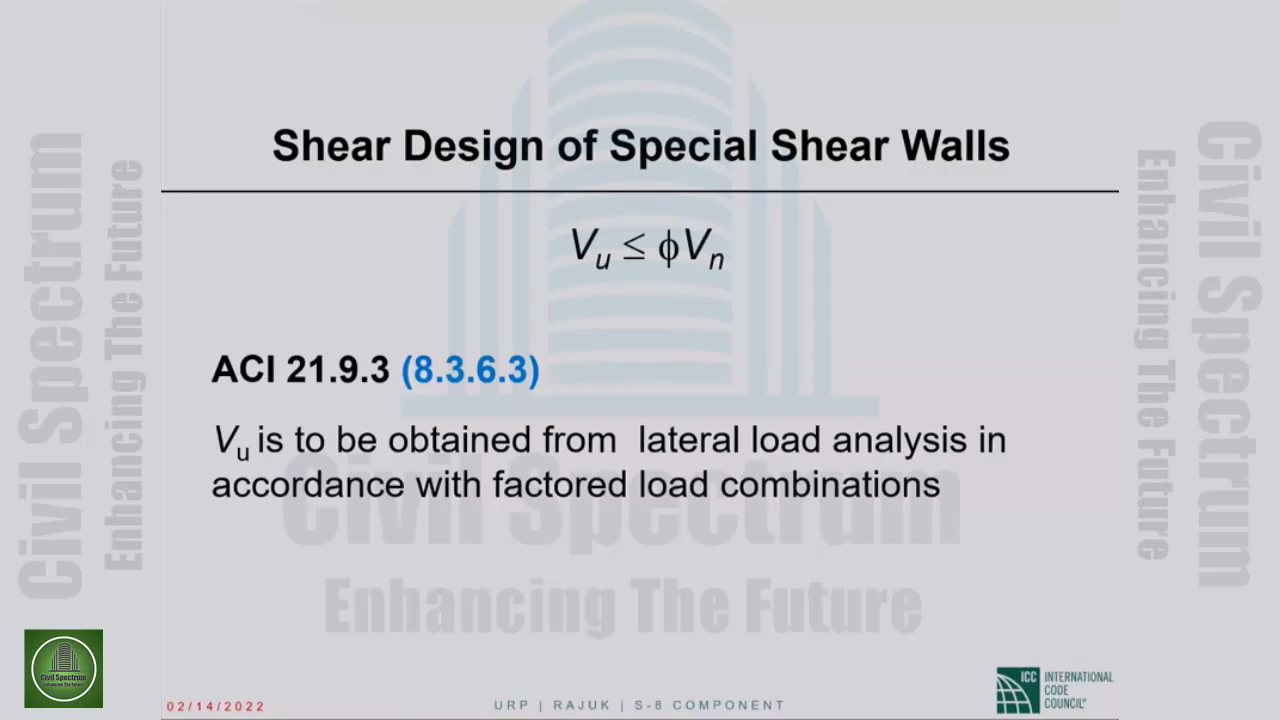 Shear Design of Special Shear Walls
Vu ≤ ϕVn
ACI 21.9.3 (8.3.6.3)
Vu is to be obtained from lateral load analysis in
accordance with factored load combinations
Civil Spectrum
Enhancing The Future
Civil Spectrum
Enhancing The Future
Civil Spectrum
Enhancing The Future
Civil Spectrum
Enhancing The Future
02/14/2022
URP | RAJUK | S-8 COMPONENT
ICC INTERNATIONAL
CODE
COUNCIL®